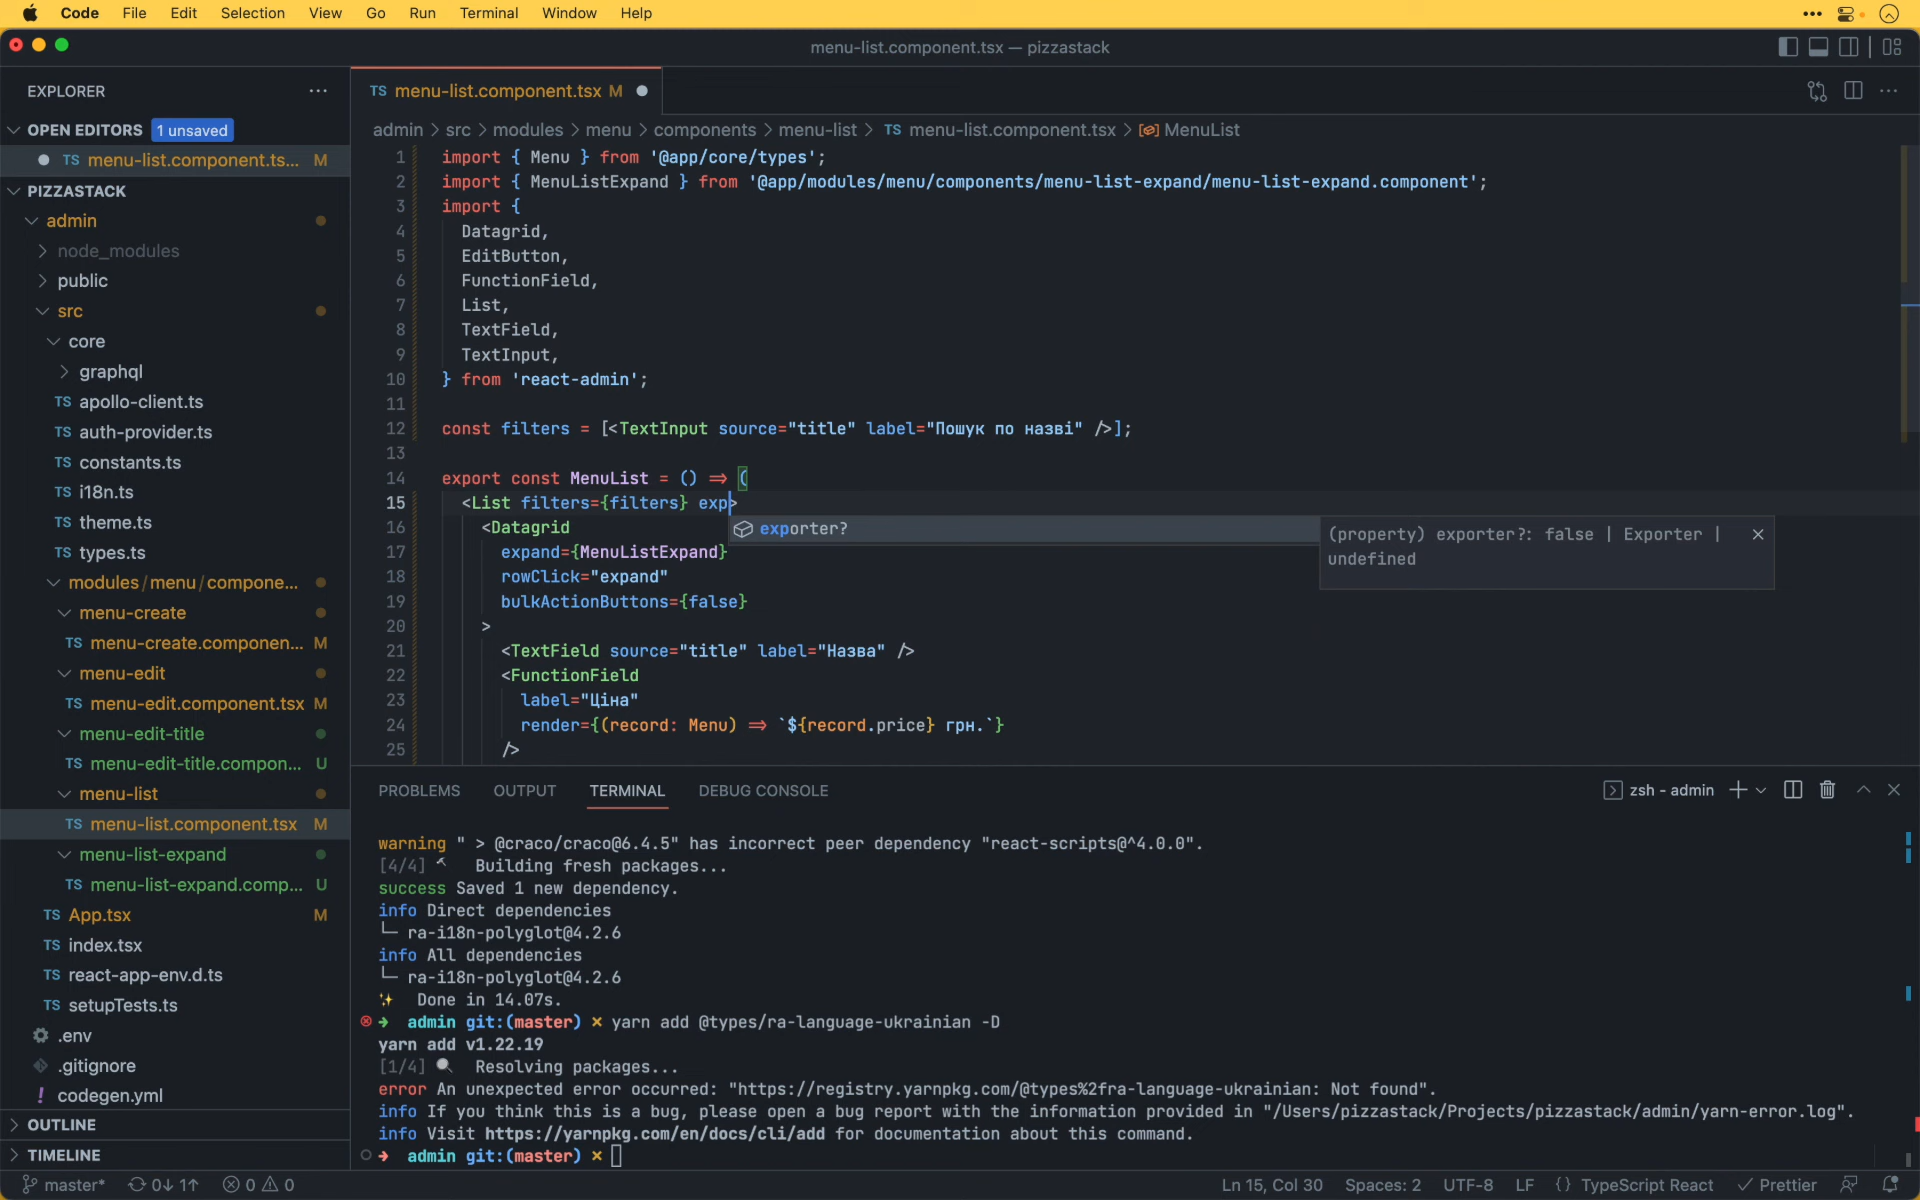 Code File Edit Selection View Go Run Terminal Window Help
menu-list.component.tsx — pizzastack
EXPLORER
OPEN EDITORS 1 unsaved
TS menu-list.component.ts... M
PIZZASTACK
admin
node_modules
public
src
core
graphql
TS apollo-client.ts
TS auth-provider.ts
TS constants.ts
TS i18n.ts
TS theme.ts
TS types.ts
modules/menu/compone...
menu-create
TS menu-create.componen... M
menu-edit
TS menu-edit.component.tsx M
menu-edit-title
TS menu-edit-title.compon... U
menu-list
TS menu-list.component.tsx M
menu-list-expand
TS menu-list-expand.comp... U
TS App.tsx M
TS index.tsx
TS react-app-env.d.ts
TS setupTests.ts
.env
.gitignore
! codegen.yml
OUTLINE
TIMELINE
TS menu-list.component.tsx M
admin > src > modules > menu > components > menu-list > TS menu-list.component.tsx > MenuList
1 import { Menu } from '@app/core/types';
2 import { MenuListExpand } from '@app/modules/menu/components/menu-list-expand/menu-list-expand.component';
3 import {
4 Datagrid,
5 EditButton,
6 FunctionField,
7 List,
8 TextField,
9 TextInput,
10 } from 'react-admin';
11
12 const filters = [<TextInput source="title" label="Пошук по назві" />];
13
14 export const MenuList = () => (
15 <List filters={filters} exp>
16 <Datagrid
17 expand={MenuListExpand}
18 rowClick="expand"
19 bulkActionButtons={false}
20 >
21 <TextField source="title" label="Назва" />
22 <FunctionField
23 label="Ціна"
24 render={(record: Menu) => `${record.price} грн.`}
25 />
exporter?
(property) exporter?: false | Exporter |
undefined
PROBLEMS OUTPUT TERMINAL DEBUG CONSOLE
zsh - admin
warning " > @craco/craco@6.4.5" has incorrect peer dependency "react-scripts@^4.0.0".
[4/4] Building fresh packages...
success Saved 1 new dependency.
info Direct dependencies
└─ ra-i18n-polyglot@4.2.6
info All dependencies
└─ ra-i18n-polyglot@4.2.6
✨ Done in 14.07s.
➜ admin git:(master) × yarn add @types/ra-language-ukrainian -D
yarn add v1.22.19
[1/4] 🔍 Resolving packages...
error An unexpected error occurred: "https://registry.yarnpkg.com/@types%2fra-language-ukrainian: Not found".
info If you think this is a bug, please open a bug report with the information provided in "/Users/pizzastack/Projects/pizzastack/admin/yarn-error.log".
info Visit https://yarnpkg.com/en/docs/cli/add for documentation about this command.
➜ admin git:(master) ×
master* 0↓ 1↑ 0 0 Ln 15, Col 30 Spaces: 2 UTF-8 LF {} TypeScript React Prettier